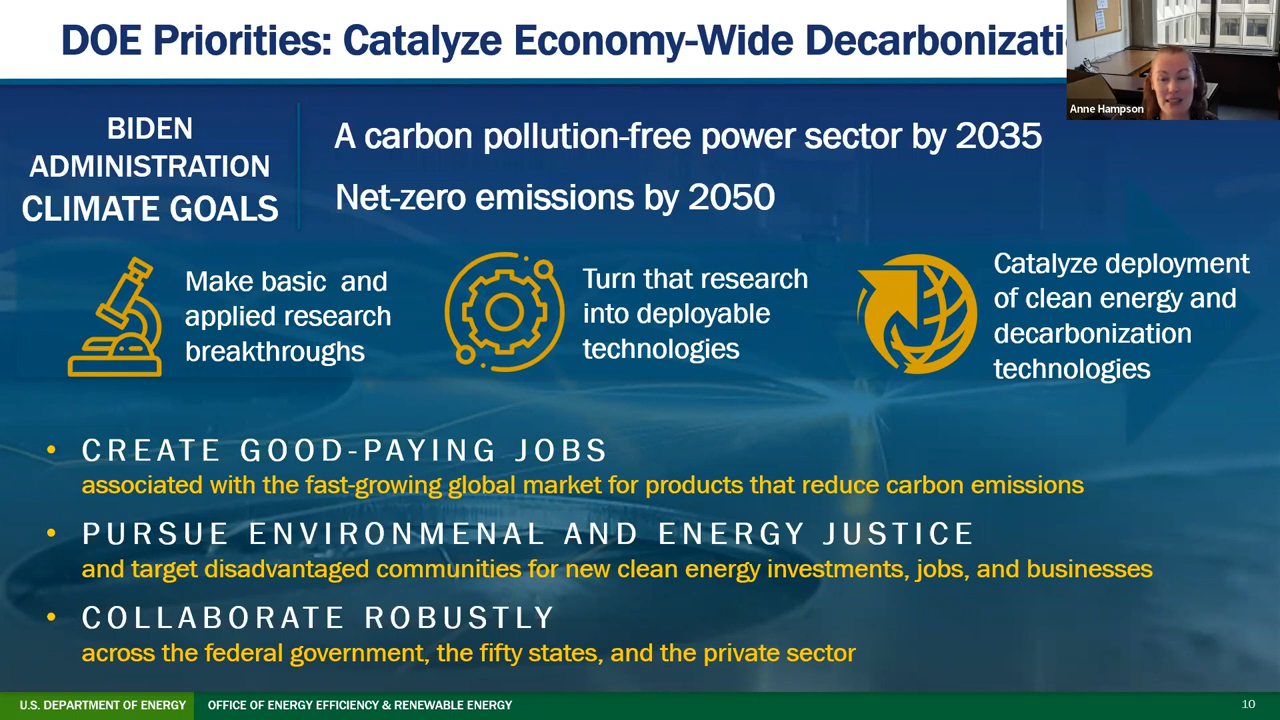 DOE Priorities: Catalyze Economy-Wide Decarbonizati
Anne Hampson
BIDEN
ADMINISTRATION
CLIMATE GOALS
A carbon pollution-free power sector by 2035
Net-zero emissions by 2050
Make basic and
applied research
breakthroughs
Turn that research
into deployable
technologies
Catalyze deployment
of clean energy and
decarbonization
technologies
• CREATE GOOD-PAYING JOBS
associated with the fast-growing global market for products that reduce carbon emissions
• PURSUE ENVIRONMENAL AND ENERGY JUSTICE
and target disadvantaged communities for new clean energy investments, jobs, and businesses
• COLLABORATE ROBUSTLY
across the federal government, the fifty states, and the private sector
U.S. DEPARTMENT OF ENERGY OFFICE OF ENERGY EFFICIENCY & RENEWABLE ENERGY 10